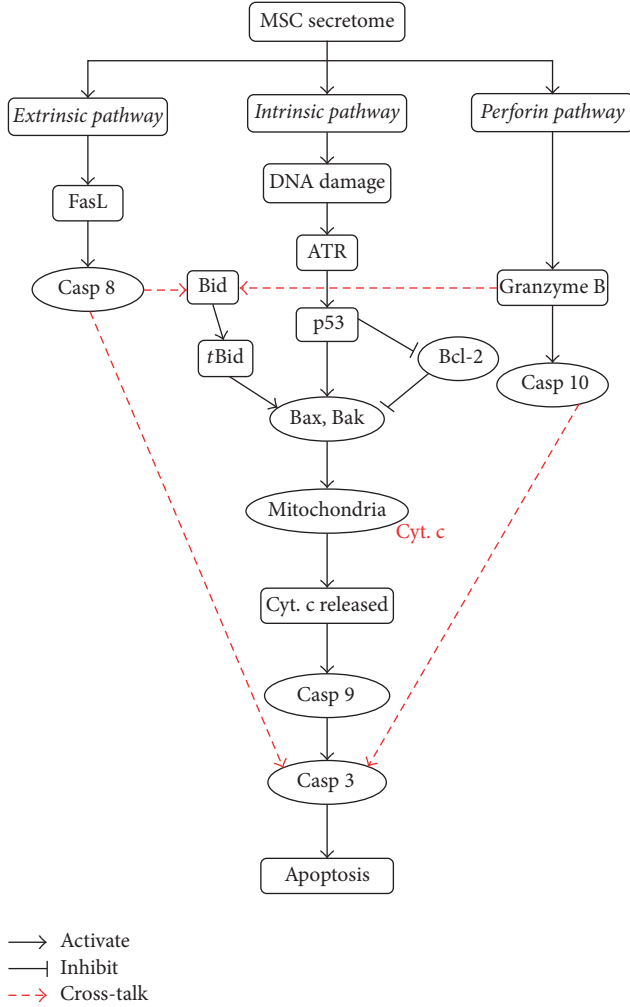 MSC secretome
Extrinsic pathway
Intrinsic pathway
Perforin pathway
DNA damage
FasL
ATR
Casp 8
Bid
Granzyme B
p53
tBid
Bcl-2
Casp 10
Bax, Bak
Mitochondria
Cyt. c
Cyt. c released
Casp 9
Casp 3
Apoptosis
Activate
Inhibit
Cross-talk